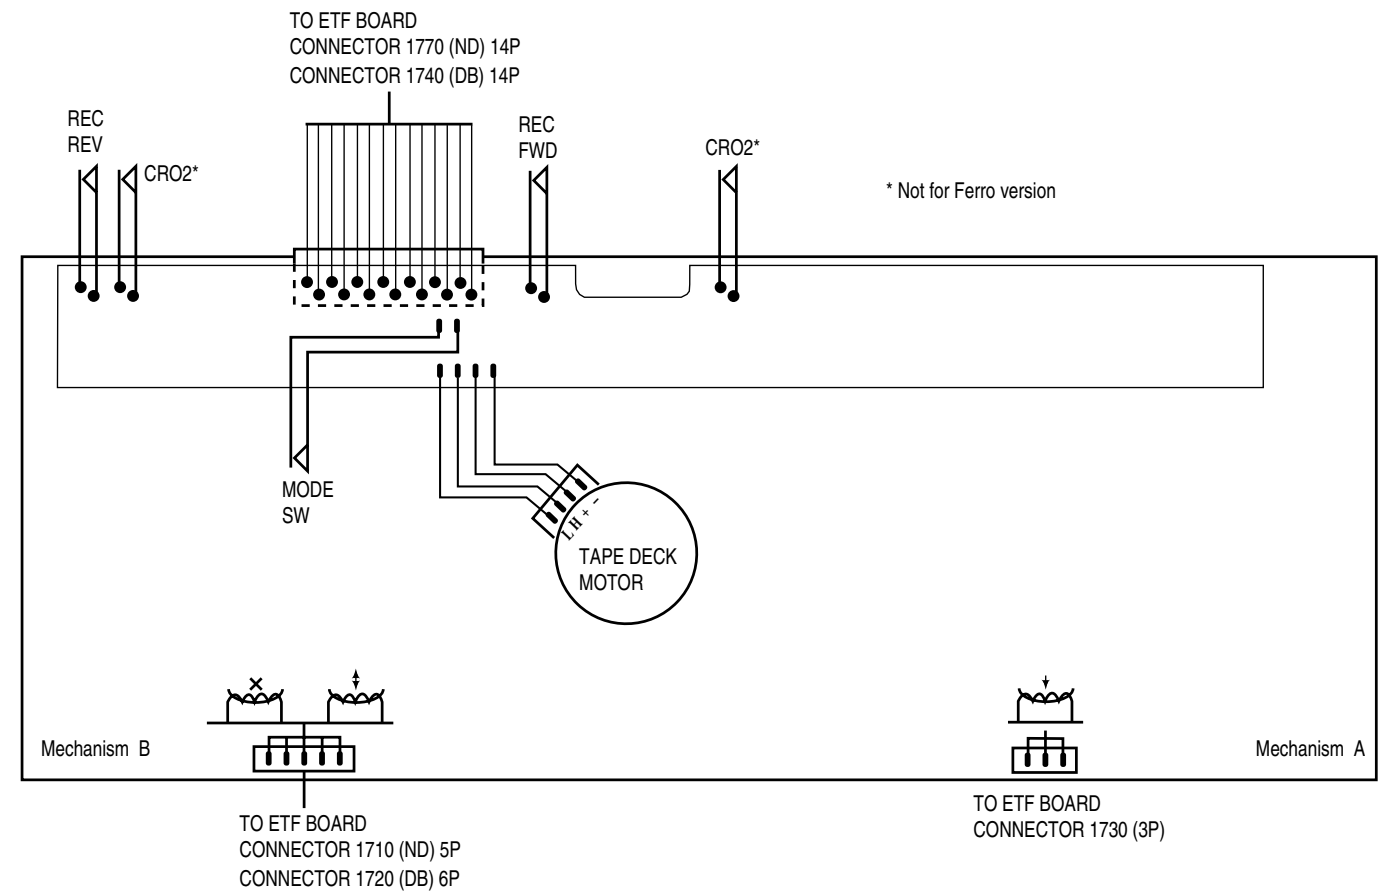 TO ETF BOARD
CONNECTOR 1770 (ND) 14P
CONNECTOR 1740 (DB) 14P
REC
REV
CRO2*
REC
FWD
CRO2*
* Not for Ferro version
MODE
SW
L H + -
TAPE DECK
MOTOR
Mechanism B
Mechanism A
TO ETF BOARD
CONNECTOR 1710 (ND) 5P
CONNECTOR 1720 (DB) 6P
TO ETF BOARD
CONNECTOR 1730 (3P)